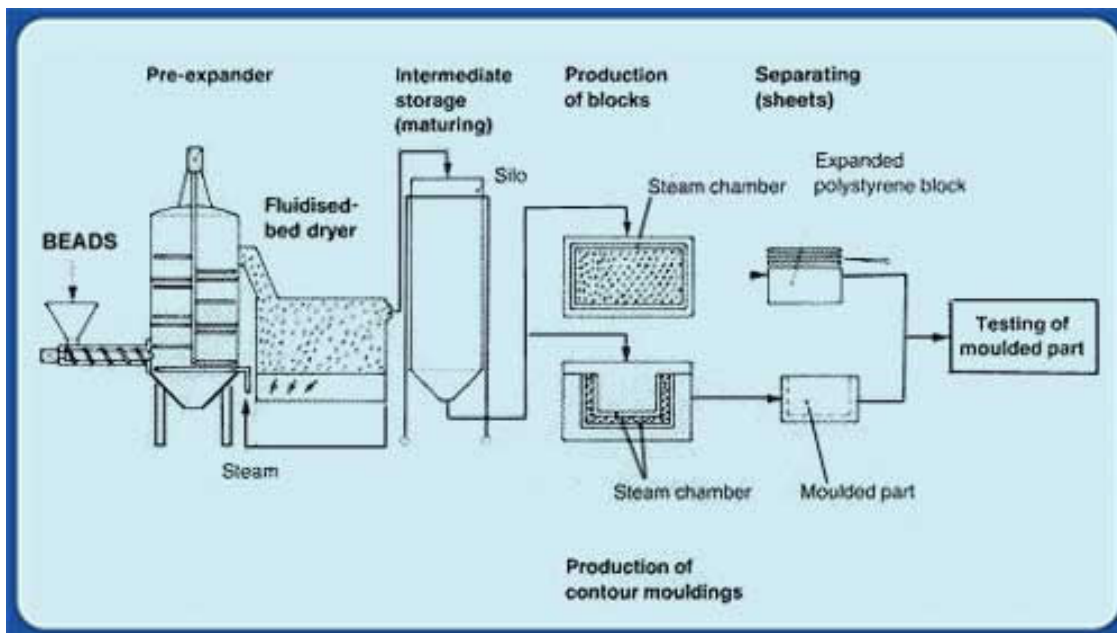 Pre-expander
Intermediate
storage
(maturing)
Production
of blocks
Separating
(sheets)
Silo
Steam chamber
Expanded
polystyrene block
Fluidised-
bed dryer
BEADS
Testing of
moulded part
Steam
Steam chamber
Moulded part
Production of
contour mouldings